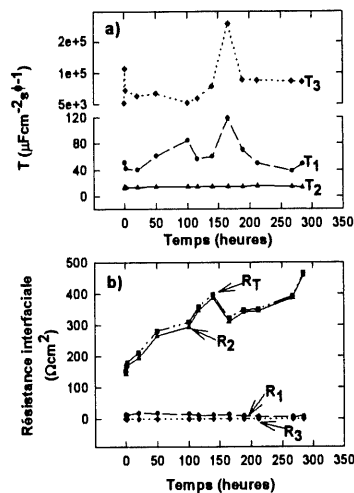 a)
T (µFcm⁻²sᶲ⁻¹)
2e+5
1e+5
5e+3
120
80
40
0
T₃
T₁
T₂
0 50 100 150 200 250 300 350
Temps (heures)
b)
Résistance interfaciale
(Ωcm²)
500
400
300
200
100
0
R_T
R₂
R₁
R₃
0 50 100 150 200 250 300 350
Temps (heures)